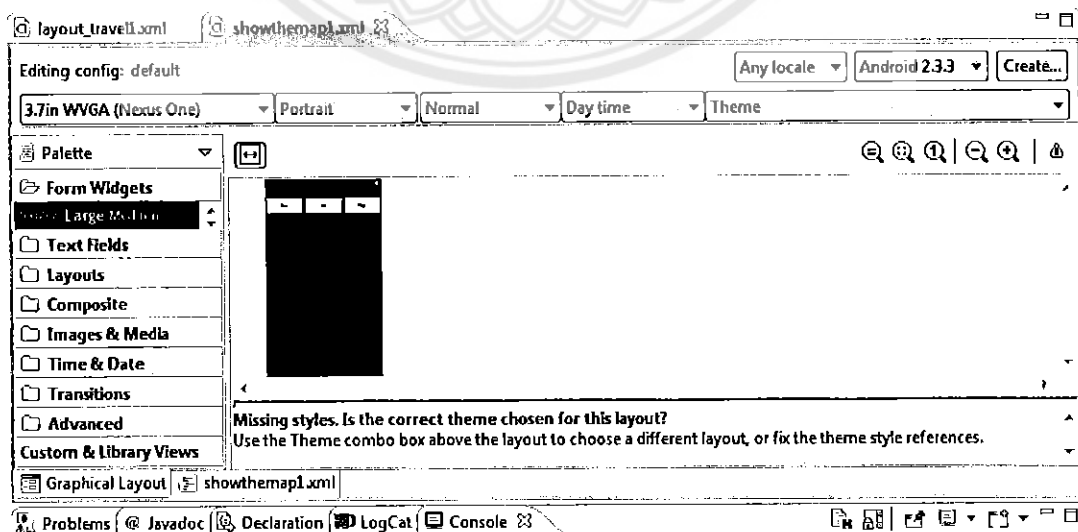 layout_travel1.xml showthemap1.xml
Editing config: default Any locale Android 2.3.3 Create...
3.7in WVGA (Nexus One) Portrait Normal Day time Theme
Palette
Form Widgets
Large Medium
Text Fields
Layouts
Composite
Images & Media
Time & Date
Transitions
Advanced
Custom & Library Views
Missing styles. Is the correct theme chosen for this layout?
Use the Theme combo box above the layout to choose a different layout, or fix the theme style references.
Graphical Layout showthemap1.xml
Problems @ Javadoc Declaration LogCat Console